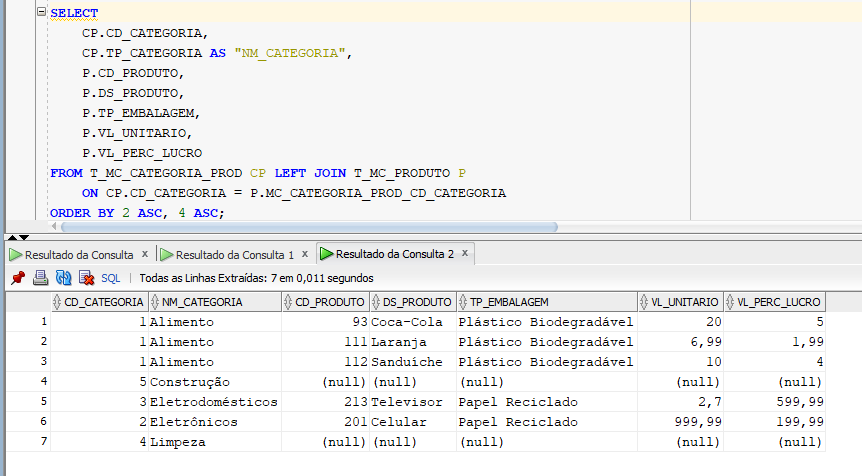 SELECT
CP.CD_CATEGORIA,
CP.TP_CATEGORIA AS "NM_CATEGORIA",
P.CD_PRODUTO,
P.DS_PRODUTO,
P.TP_EMBALAGEM,
P.VL_UNITARIO,
P.VL_PERC_LUCRO
FROM T_MC_CATEGORIA_PROD CP LEFT JOIN T_MC_PRODUTO P
ON CP.CD_CATEGORIA = P.MC_CATEGORIA_PROD_CD_CATEGORIA
ORDER BY 2 ASC, 4 ASC;
Resultado da Consulta x Resultado da Consulta 1 x Resultado da Consulta 2 x
SQL | Todas as Linhas Extraídas: 7 em 0,011 segundos
CD_CATEGORIA NM_CATEGORIA CD_PRODUTO DS_PRODUTO TP_EMBALAGEM VL_UNITARIO VL_PERC_LUCRO
1 1 Alimento 93 Coca-Cola Plástico Biodegradável 20 5
2 1 Alimento 111 Laranja Plástico Biodegradável 6,99 1,99
3 1 Alimento 112 Sanduíche Plástico Biodegradável 10 4
4 5 Construção (null) (null) (null) (null) (null)
5 3 Eletrodomésticos 213 Televisor Papel Reciclado 2,7 599,99
6 2 Eletrônicos 201 Celular Papel Reciclado 999,99 199,99
7 4 Limpeza (null) (null) (null) (null) (null)